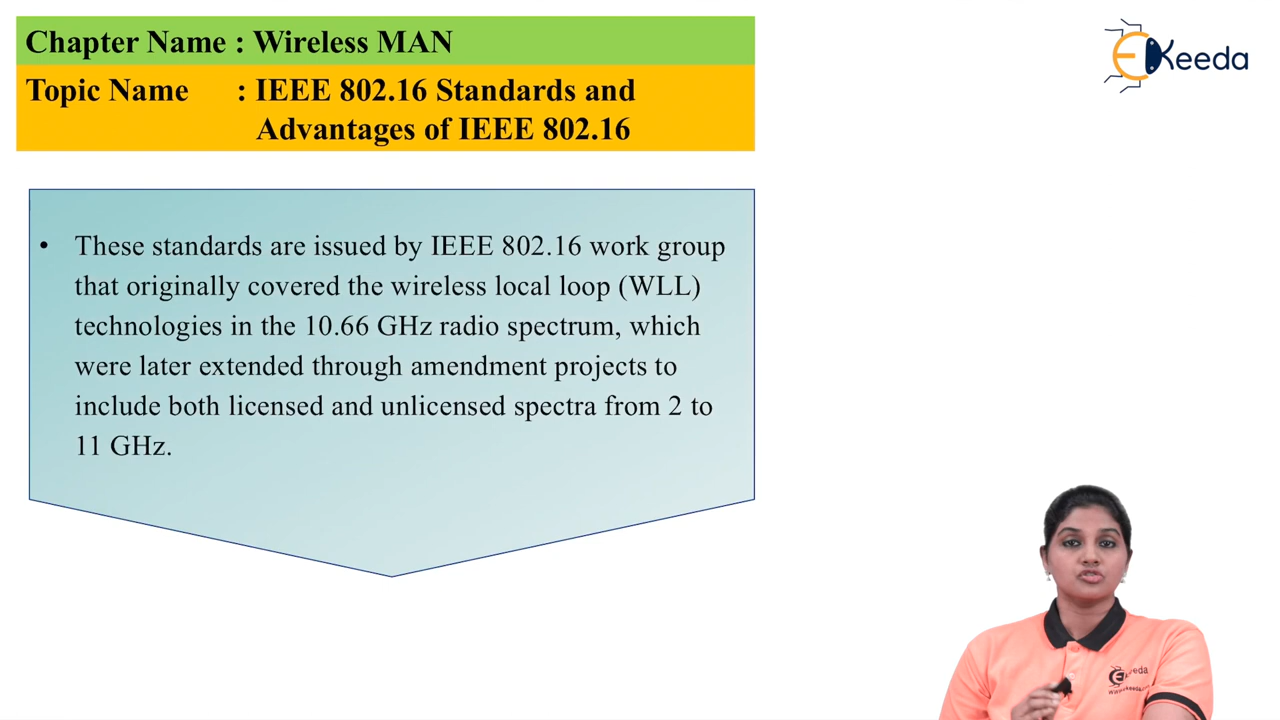 Chapter Name : Wireless MAN
Topic Name : IEEE 802.16 Standards and
Advantages of IEEE 802.16
EKeeda
• These standards are issued by IEEE 802.16 work group
that originally covered the wireless local loop (WLL)
technologies in the 10.66 GHz radio spectrum, which
were later extended through amendment projects to
include both licensed and unlicensed spectra from 2 to
11 GHz.